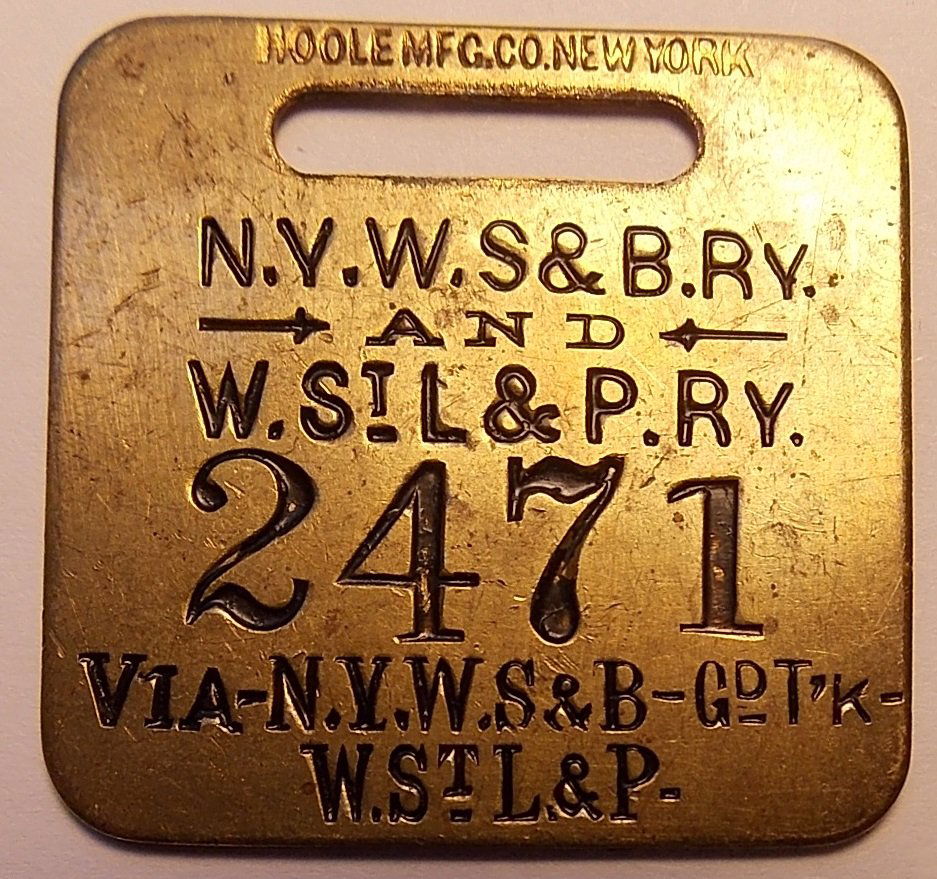 HOOLE MFG.CO.NEW YORK
N.Y.W.S&B.RY.
AND
W.ST L&P.RY.
2471
VIA-N.Y.W.S&B-GD T'K-
W.ST L.&P-